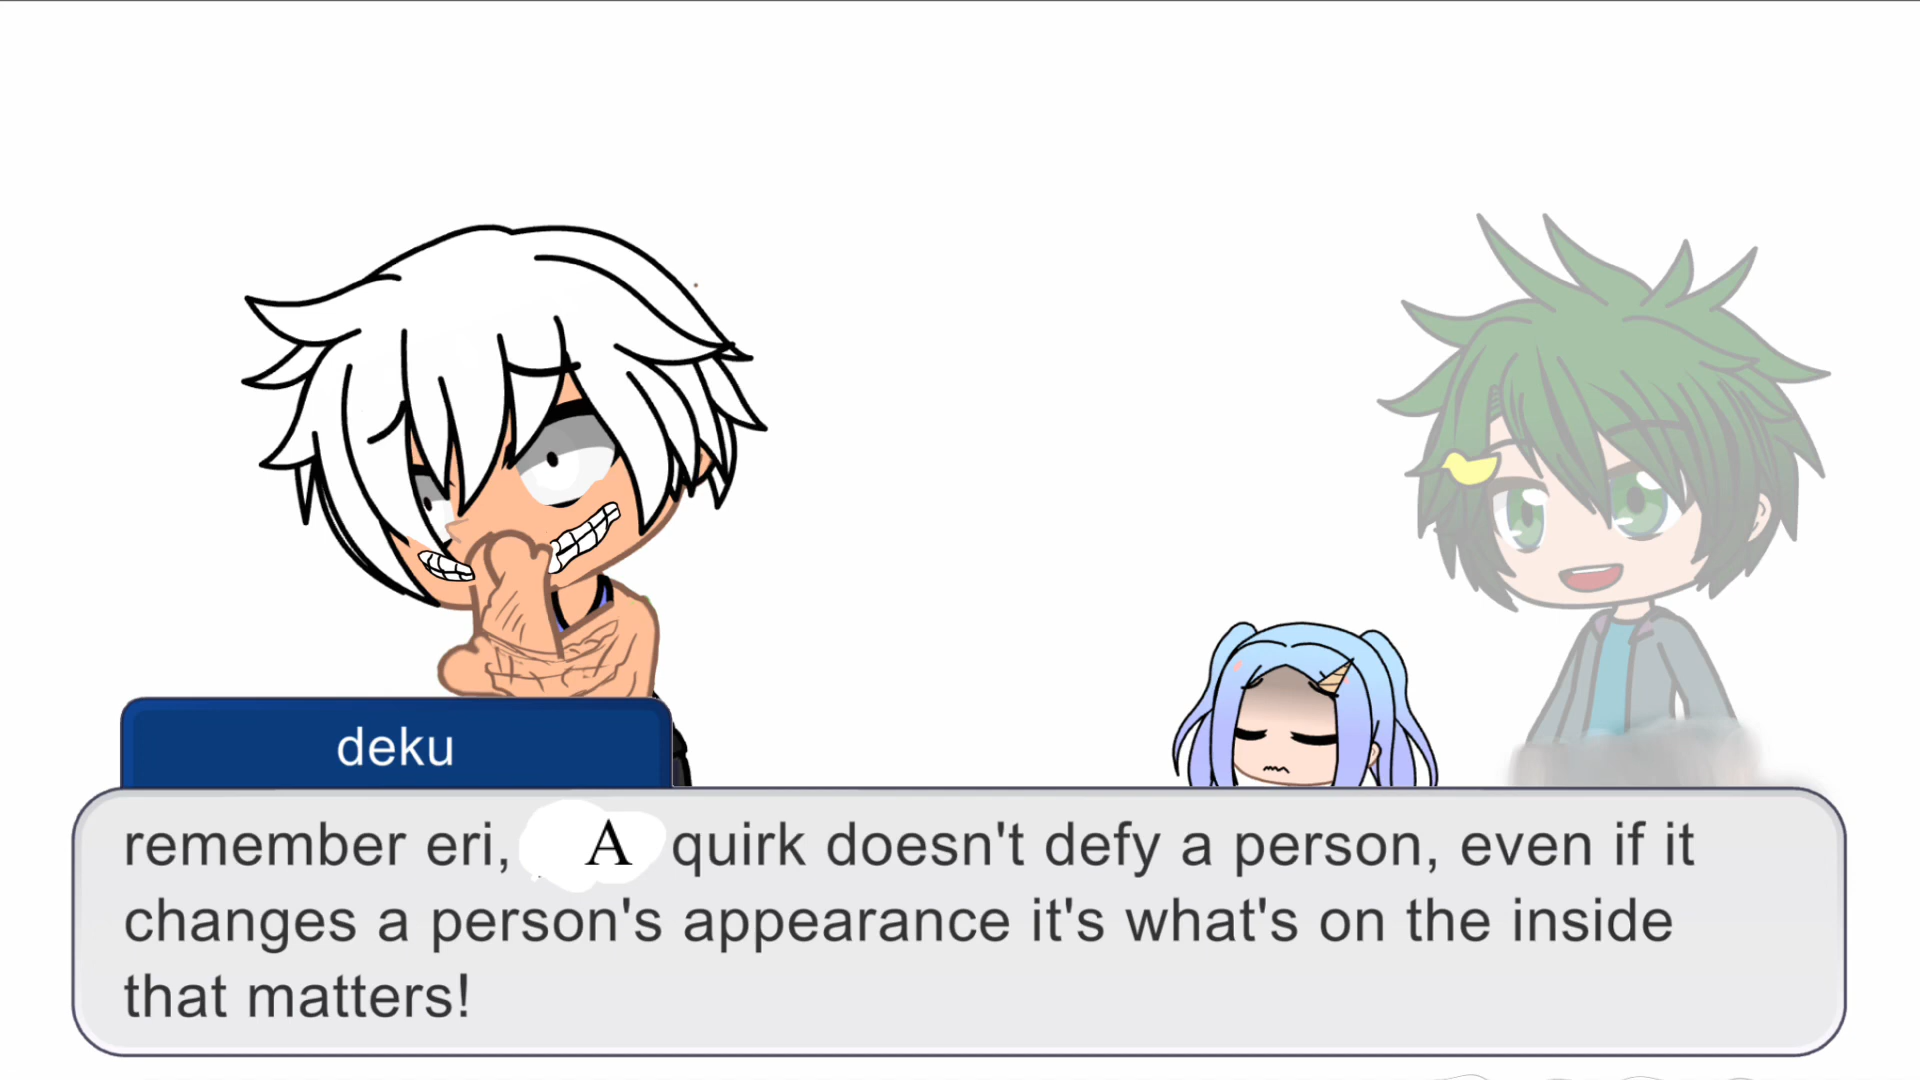 deku
remember eri, A quirk doesn't defy a person, even if it
changes a person's appearance it's what's on the inside
that matters!